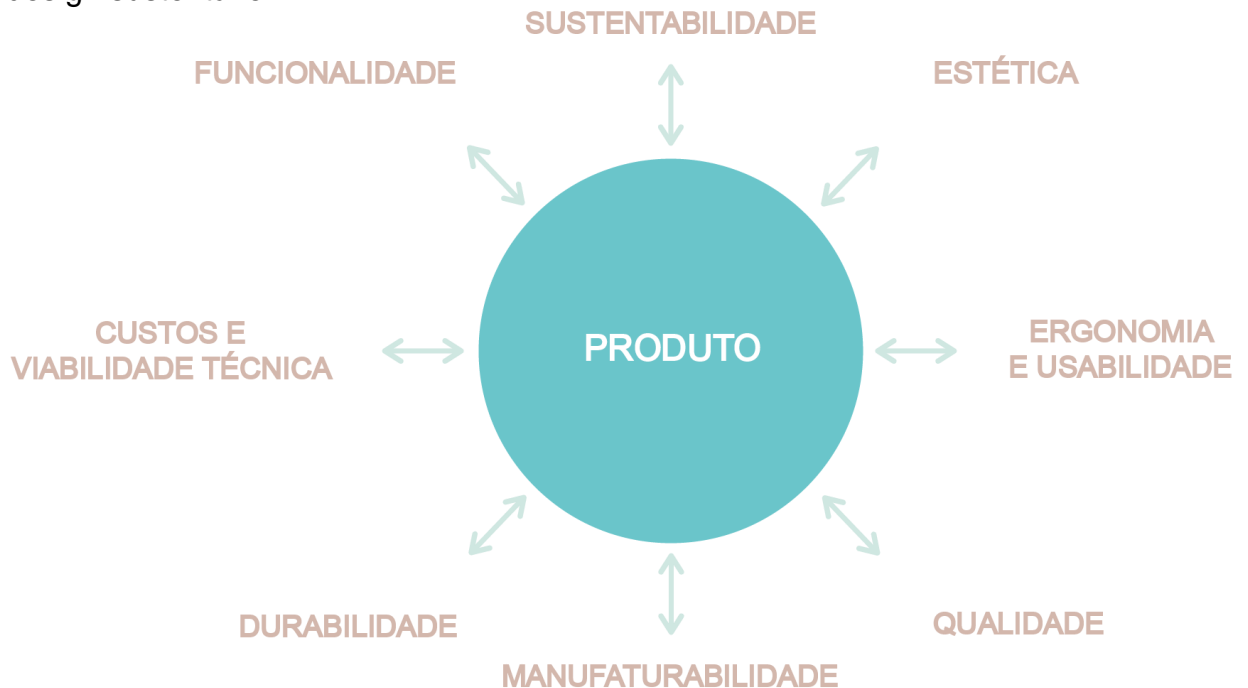 SUSTENTABILIDADE
FUNCIONALIDADE
ESTÉTICA
CUSTOS E
VIABILIDADE TÉCNICA
PRODUTO
ERGONOMIA
E USABILIDADE
DURABILIDADE
QUALIDADE
MANUFATURABILIDADE